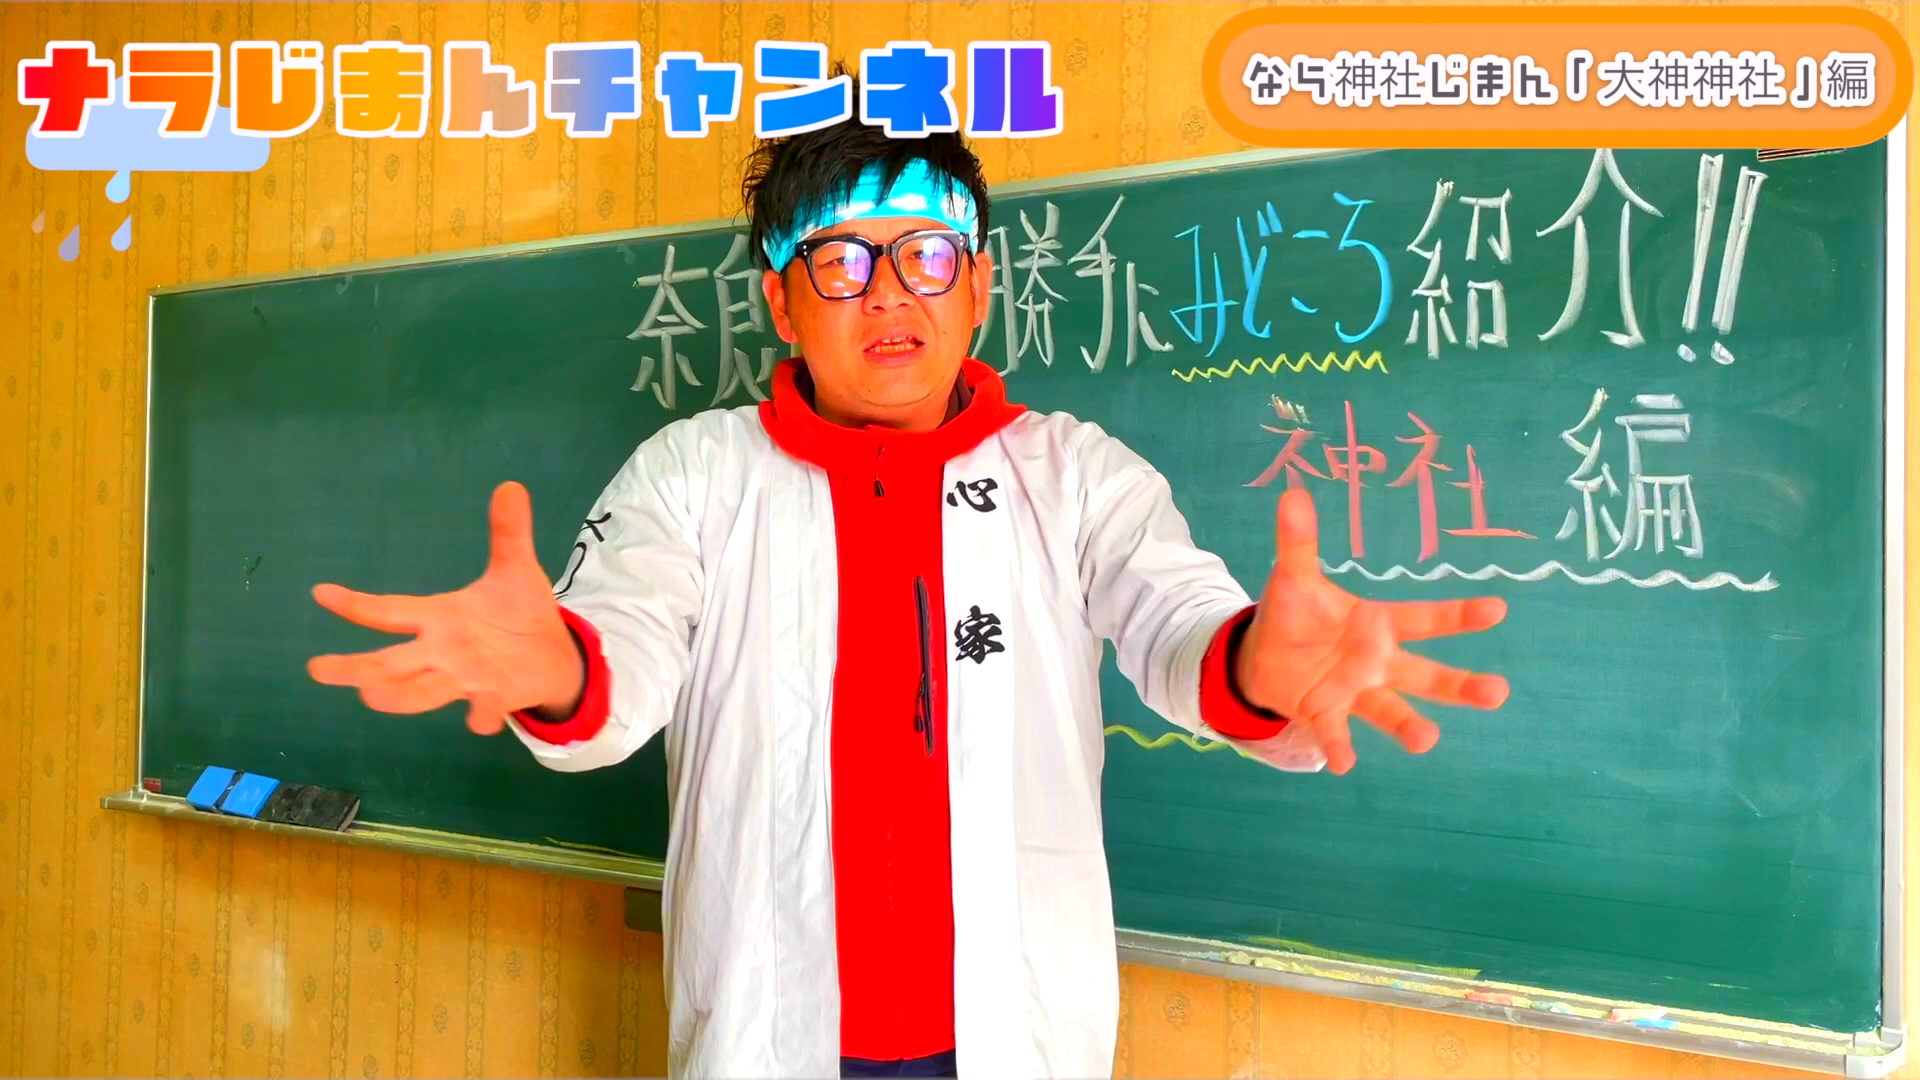 ナラじまんチャンネル
なら神社じまん「大神神社」編
奈良 勝手にみどころ紹介!!
神社編
心家